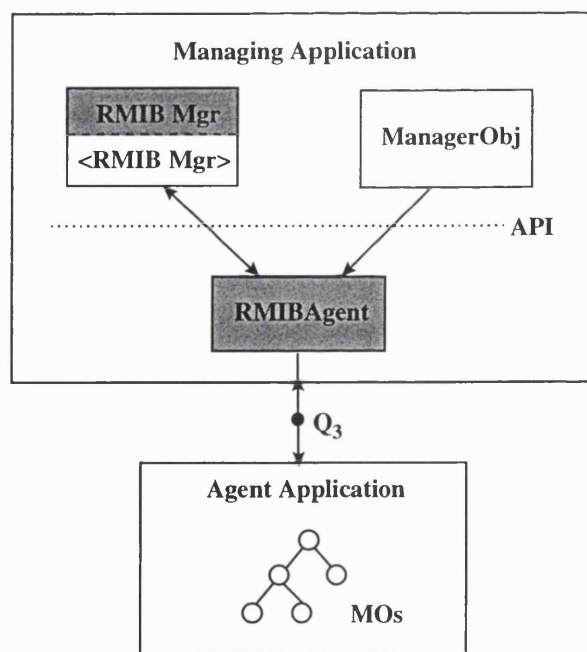 Managing Application
RMIB Mgr
<RMIB Mgr>
ManagerObj
API
RMIBAgent
Q3
Agent Application
MOs